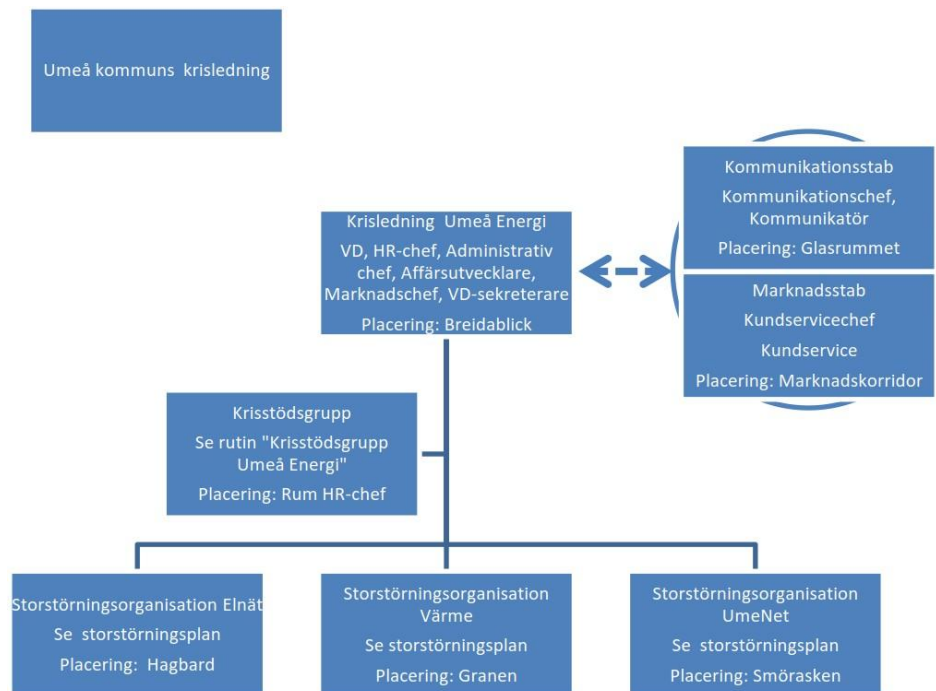 Umeå kommuns krisledning
Kommunikationsstab
Kommunikationschef,
Kommunikatör
Placering: Glasrummet
Krisledning Umeå Energi
VD, HR-chef, Administrativ
chef, Affärsutvecklare,
Marknadschef, VD-sekreterare
Placering: Breidablick
Marknadsstab
Kundservicechef
Kundservice
Placering: Marknadskorridor
Krisstödsgrupp
Se rutin "Krisstödsgrupp
Umeå Energi"
Placering: Rum HR-chef
Storstörningsorganisation Elnät
Se storstörningsplan
Placering: Hagbard
Storstörningsorganisation
Värme
Se storstörningsplan
Placering: Granen
Storstörningsorganisation
UmeNet
Se storstörningsplan
Placering: Smörasken